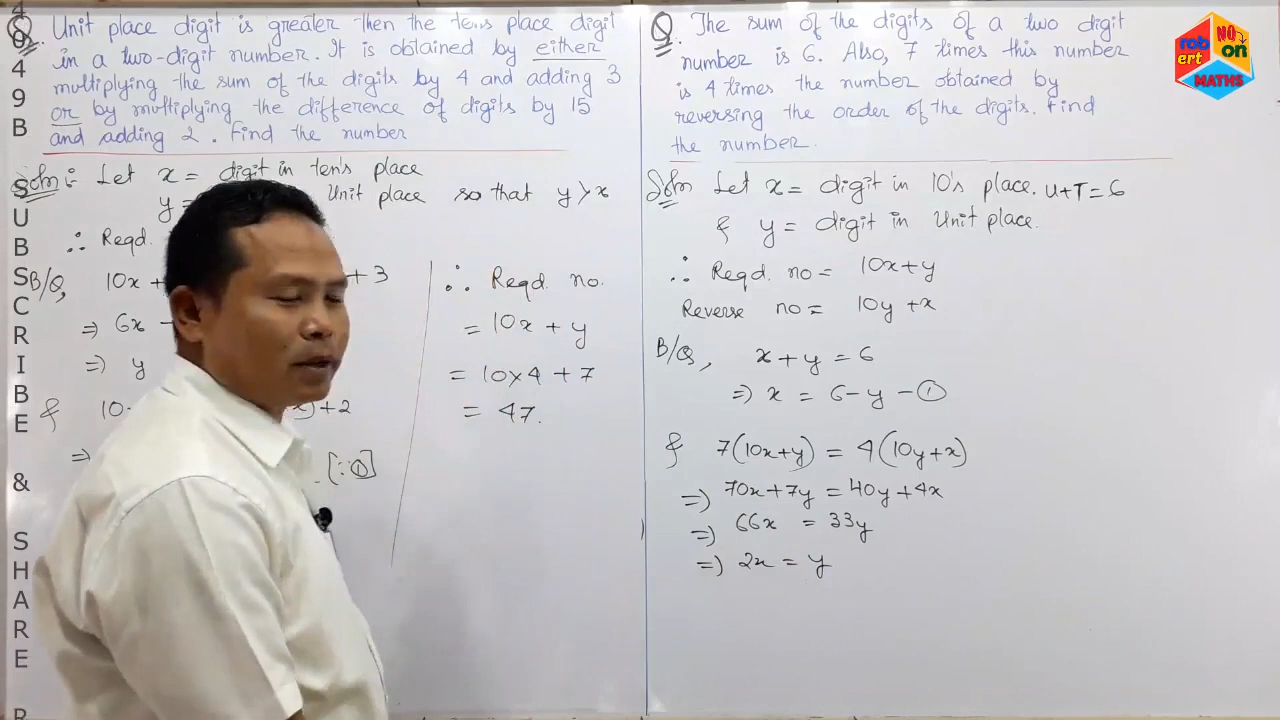 Q. Unit place digit is greater then the tens place digit
in a two-digit number. It is obtained by either
multiplying the sum of the digits by 4 and adding 3
or by multiplying the difference of digits by 15
and adding 2. Find the number
Soln: Let x = digit in ten's place
y = Unit place so that y > x
∴ Reqd.
B/Q, 10x + + 3
⇒ 6x -
⇒ y
& 10 )+2
⇒ [∵①]
∴ Reqd. no.
= 10x + y
= 10×4 + 7
= 47.
Q. The sum of the digits of a two digit
number is 6. Also, 7 times this number
is 4 times the number obtained by
reversing the order of the digits. Find
the number.
Soln Let x = digit in 10's place. U+T=6
& y = digit in Unit place.
∴ Reqd. no = 10x+y
Reverse no = 10y+x
B/Q, x+y = 6
⇒ x = 6-y - ①
& 7(10x+y) = 4(10y+x)
⇒ 70x+7y = 40y+4x
⇒ 66x = 33y
⇒ 2x = y
robert NO on
MATHS
SUBSCRIBE & SHARE